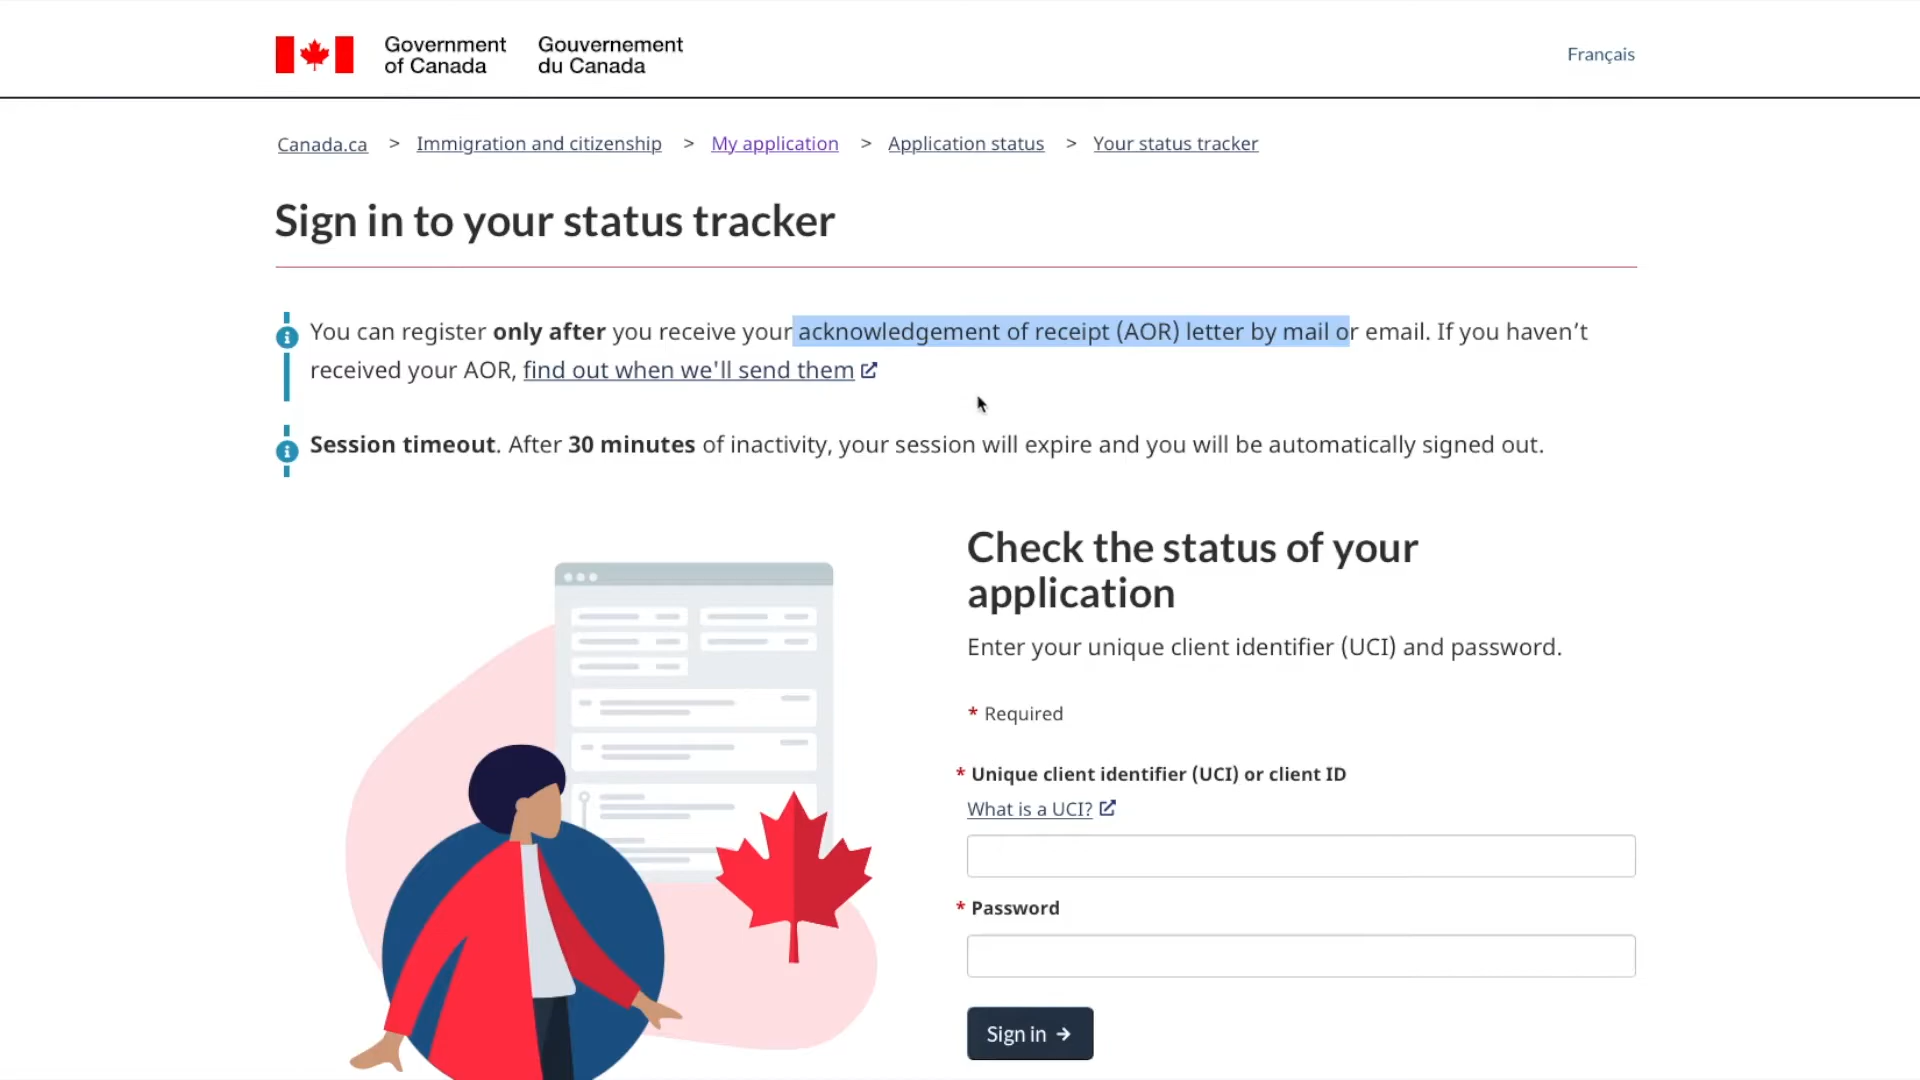 Government of Canada
Gouvernement du Canada
Français
Canada.ca > Immigration and citizenship > My application > Application status > Your status tracker
Sign in to your status tracker
You can register only after you receive your acknowledgement of receipt (AOR) letter by mail or email. If you haven’t
received your AOR, find out when we'll send them
Session timeout. After 30 minutes of inactivity, your session will expire and you will be automatically signed out.
Check the status of your
application
Enter your unique client identifier (UCI) and password.
* Required
* Unique client identifier (UCI) or client ID
What is a UCI?
* Password
Sign in →